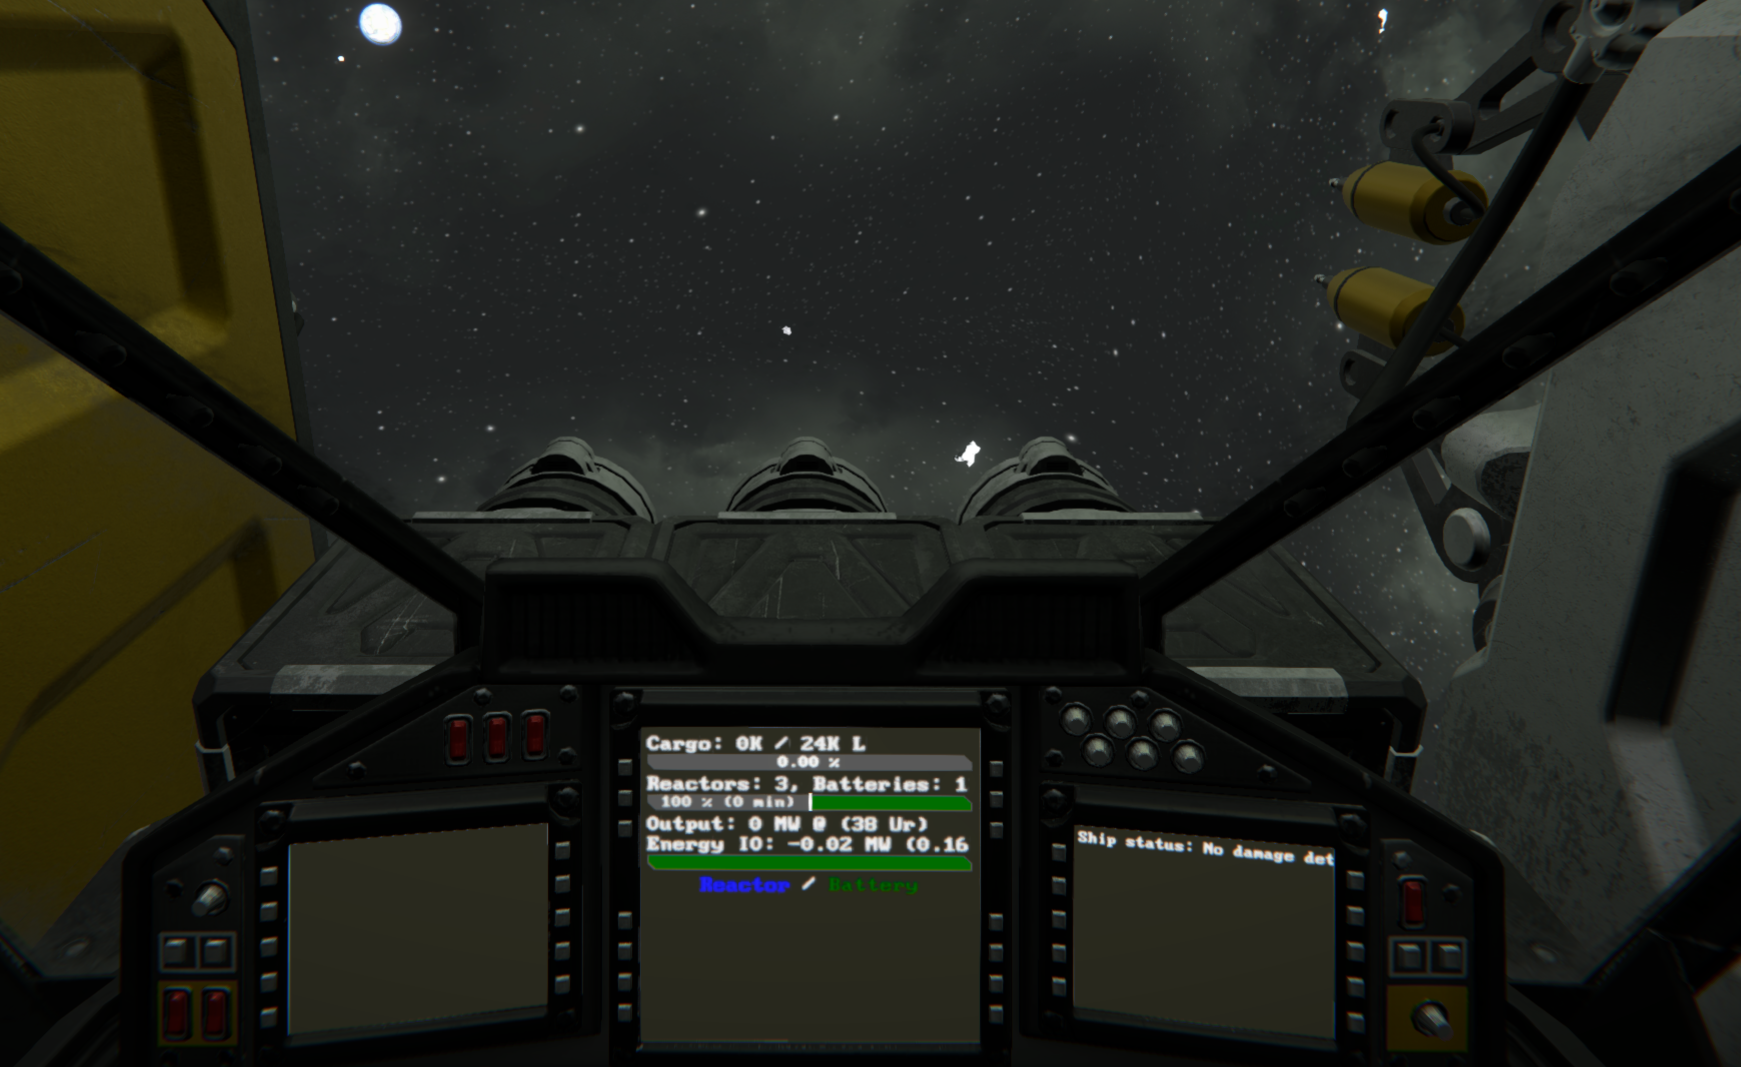 Cargo: 0K / 24K L
0.00 %
Reactors: 3, Batteries: 1
100 % (0 min)
Output: 0 MW @ (38 Ur)
Energy IO: -0.02 MW (0.16
Reactor / Battery
Ship status: No damage det